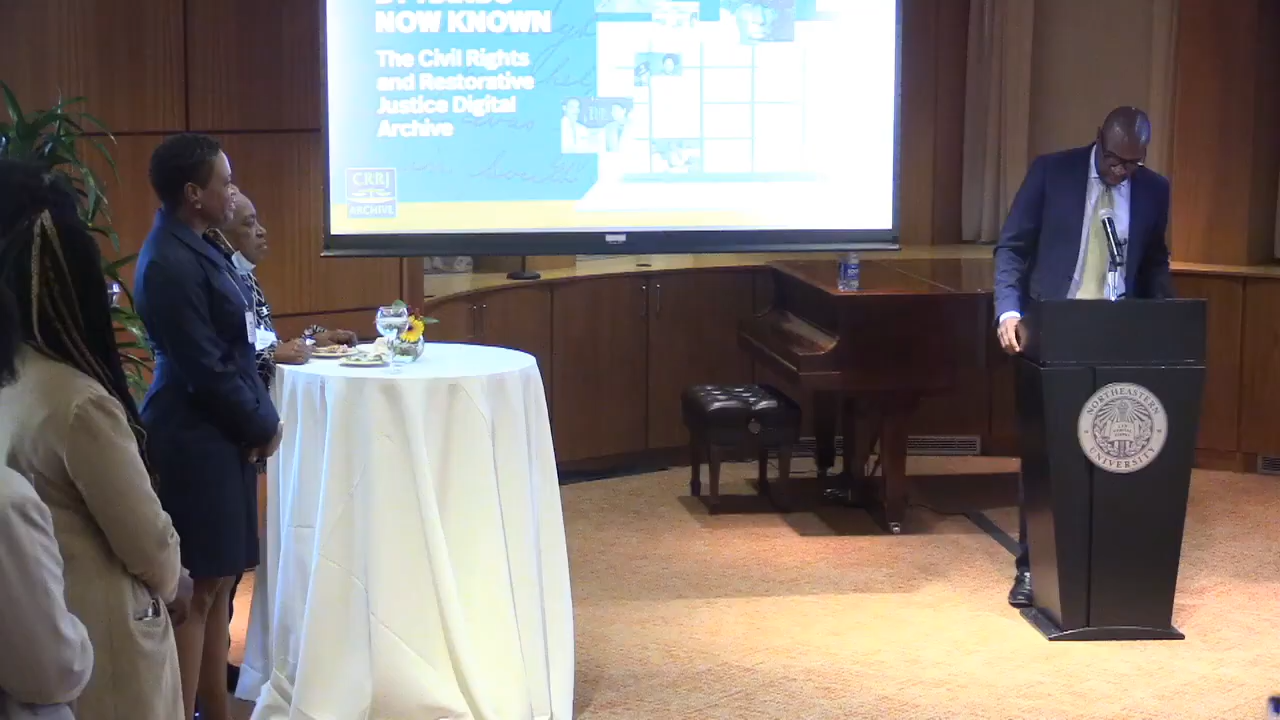 NOW KNOWN
The Civil Rights
and Restorative
Justice Digital
Archive
CRRJ
ARCHIVE
NORTHEASTERN
UNIVERSITY